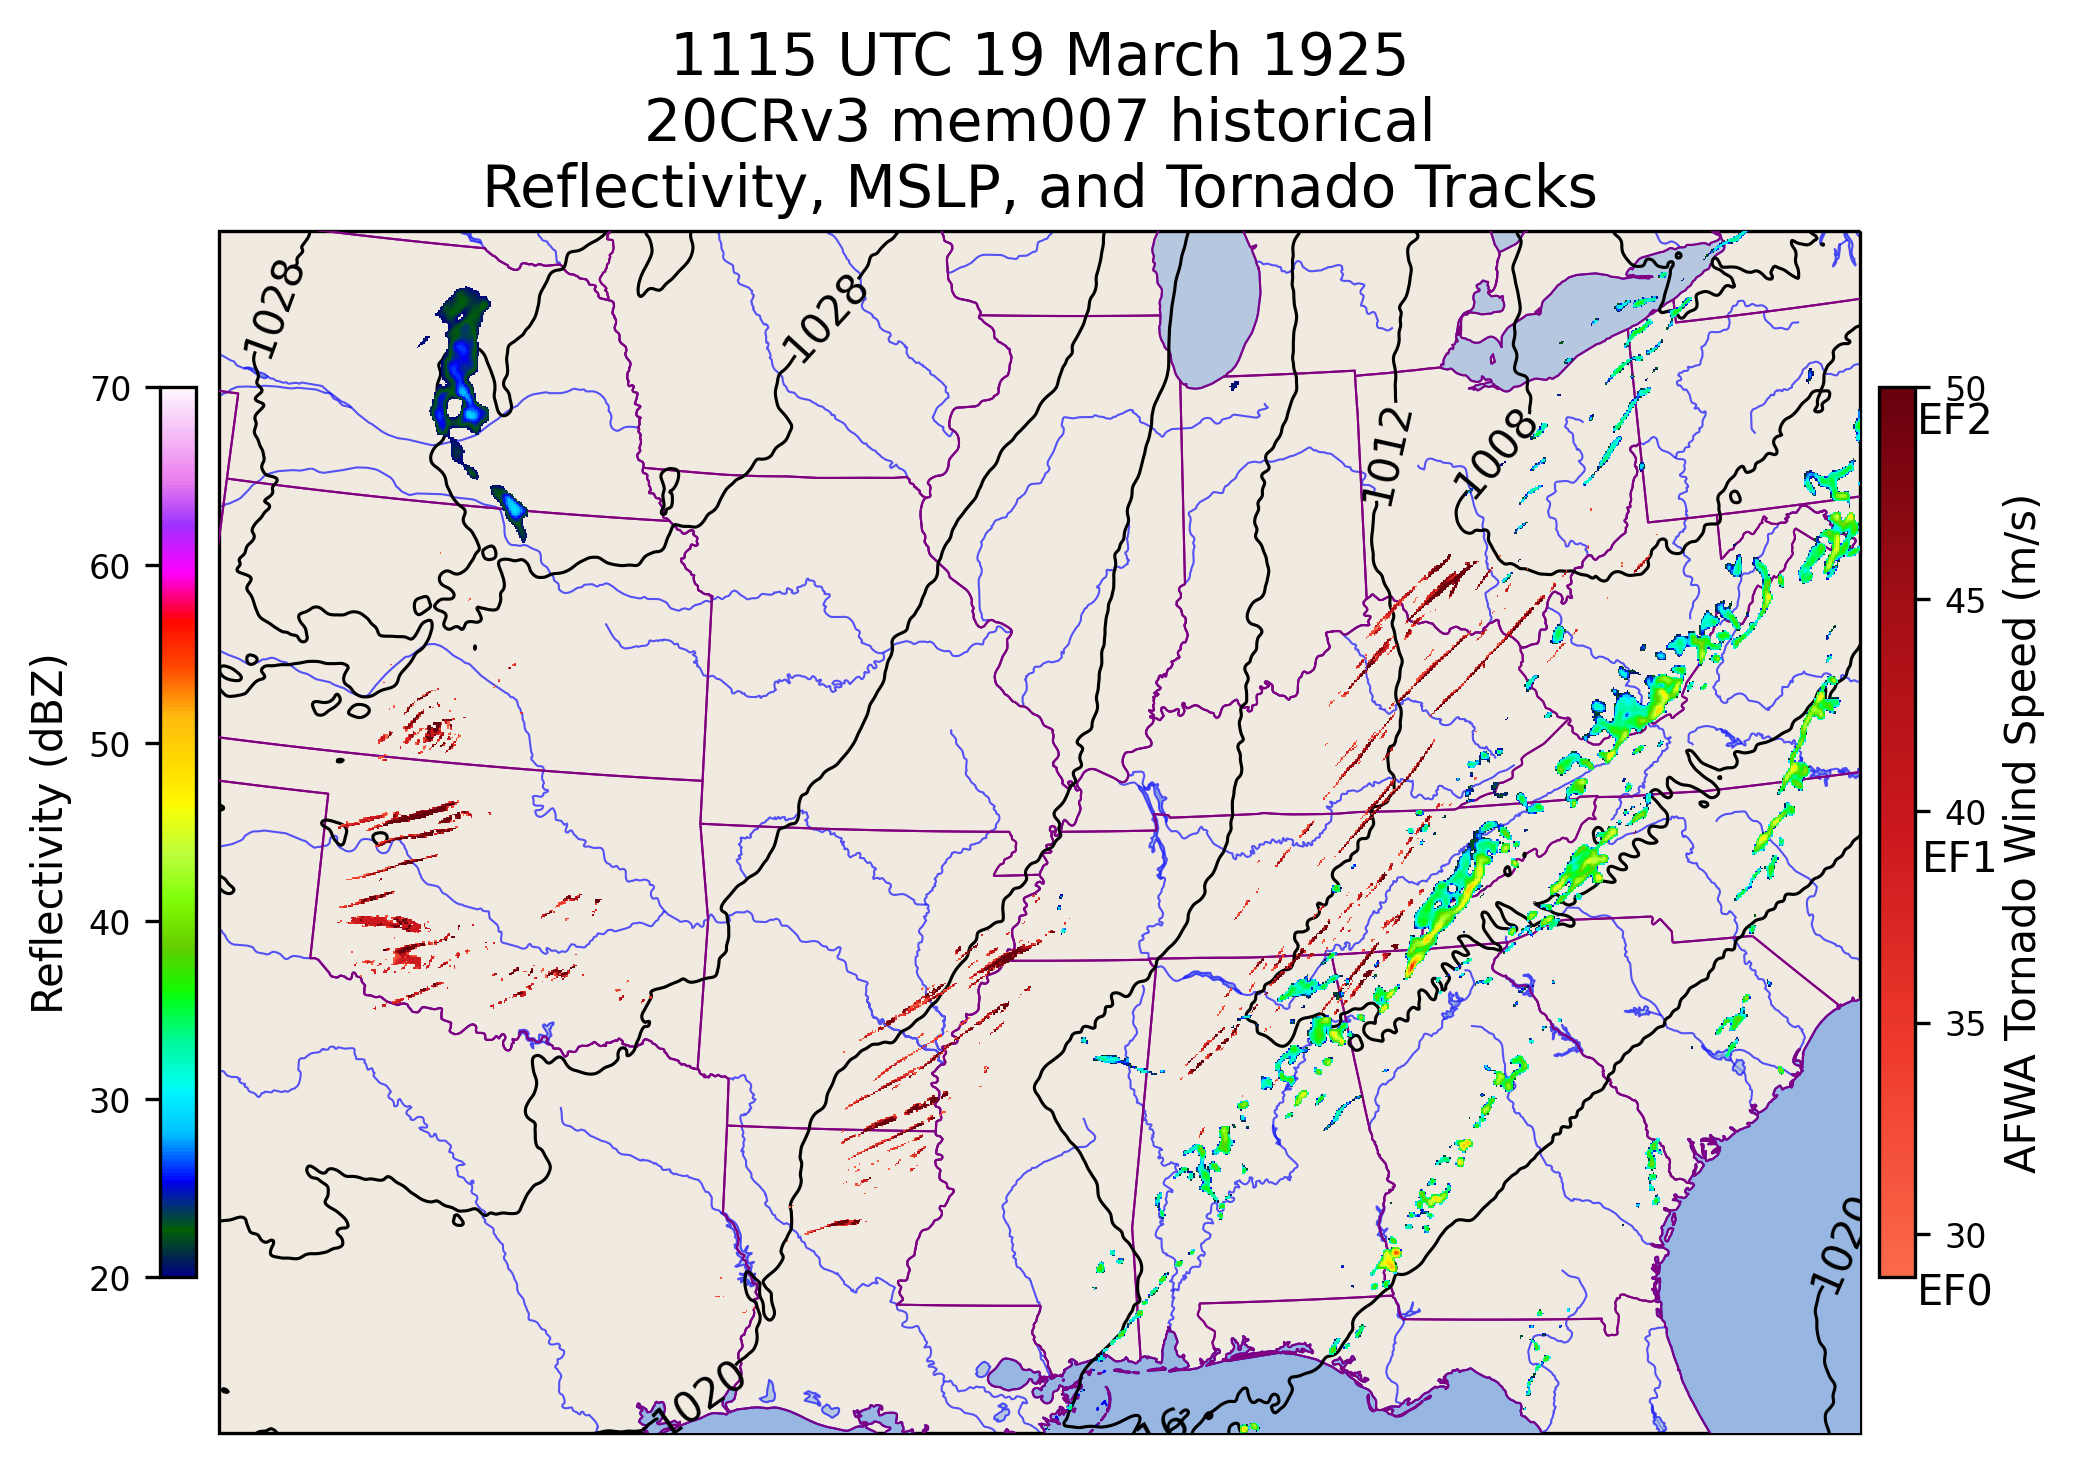 1115 UTC 19 March 1925
20CRv3 mem007 historical
Reflectivity, MSLP, and Tornado Tracks
1028
1028
1012
1008
1020
1020
16
Reflectivity (dBZ)
70
60
50
40
30
20
50
EF2
45
40
EF1
35
30
EF0
AFWA Tornado Wind Speed (m/s)